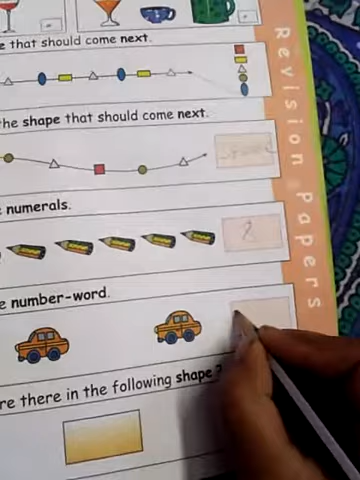 e that should come next.
the shape that should come next.
e numerals.
8
e number-word.
re there in the following shape ?
Revision Papers